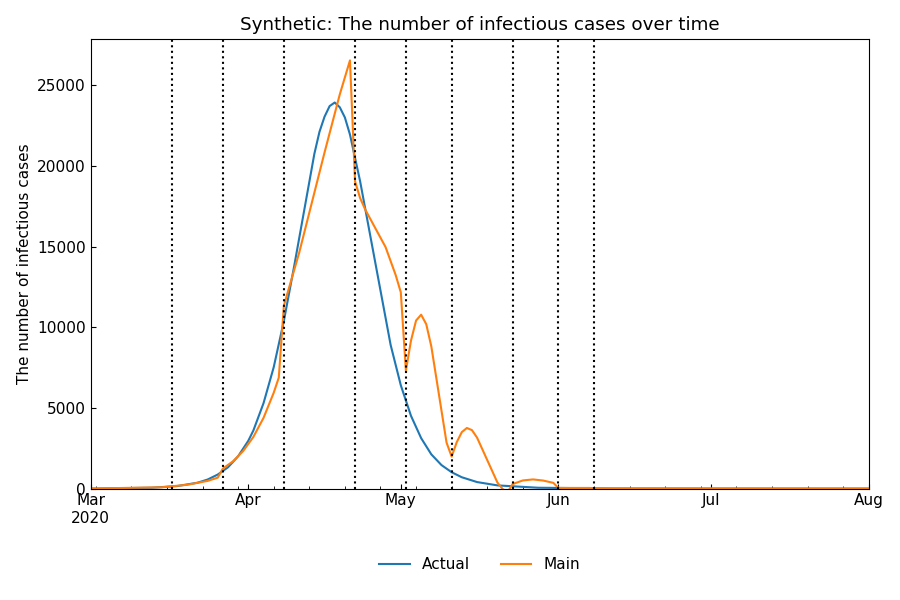 Synthetic: The number of infectious cases over time
The number of infectious cases
25000
20000
15000
10000
5000
0
Mar Apr May Jun Jul Aug
2020
Actual Main